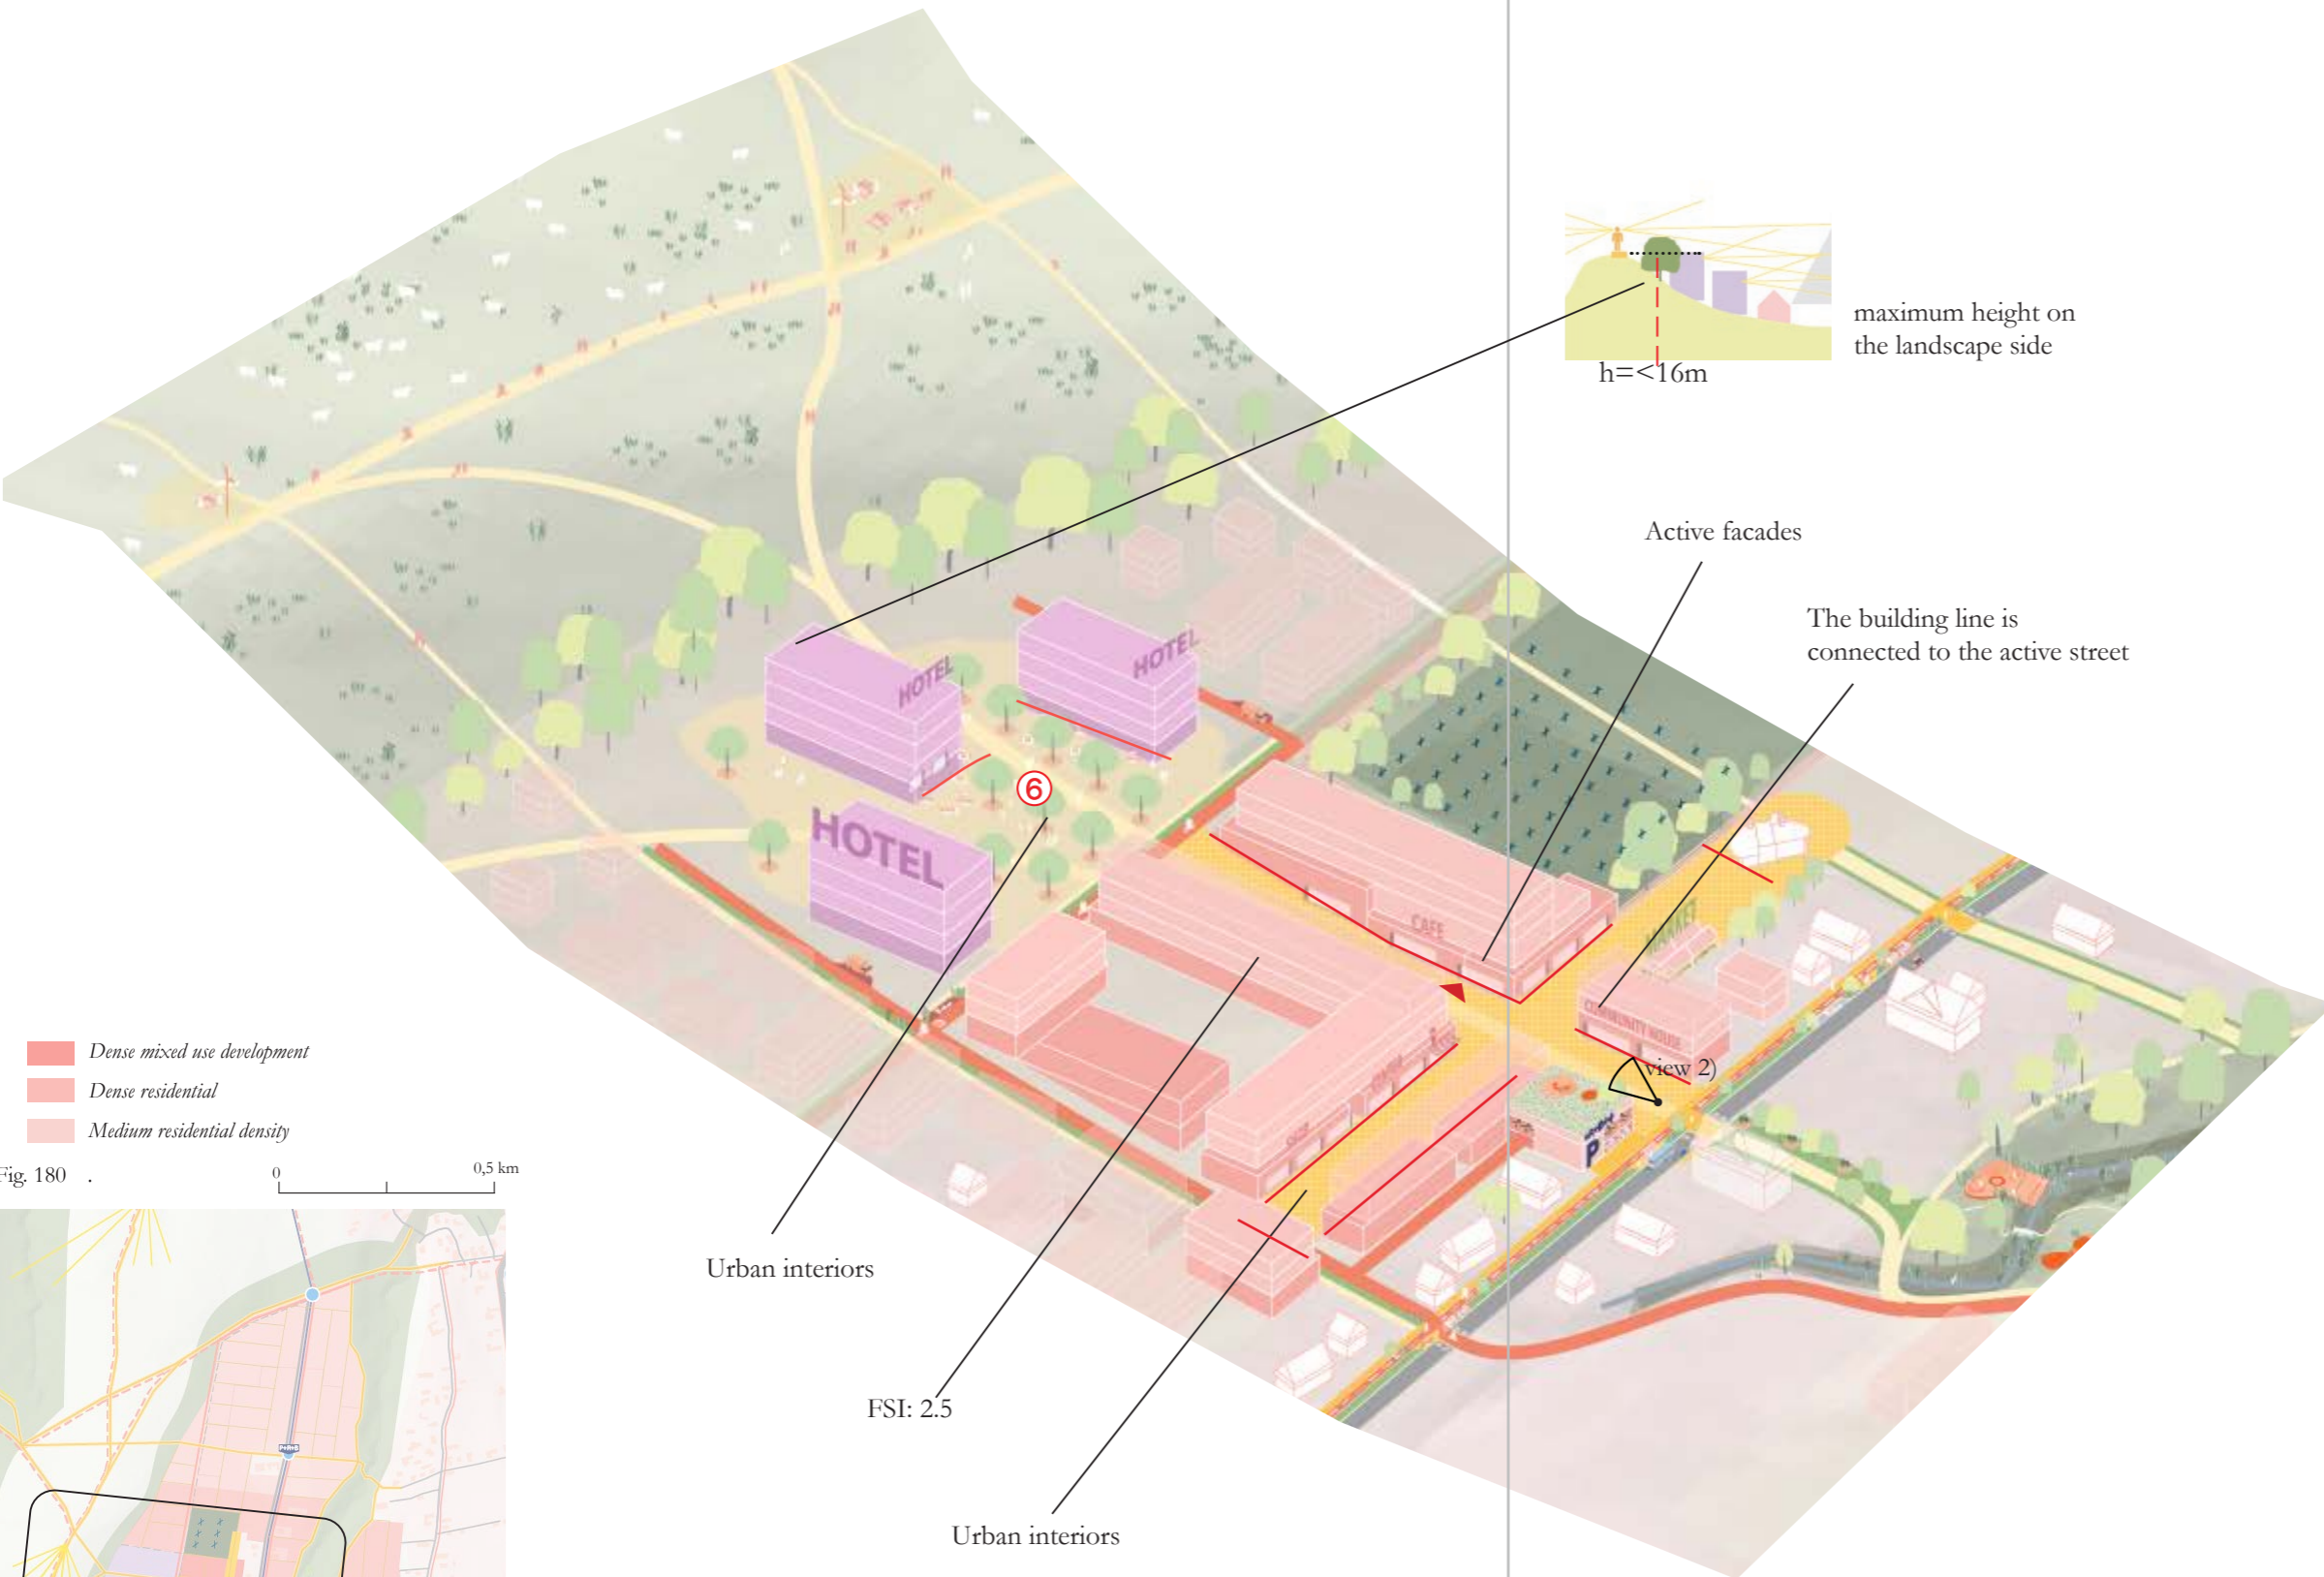 maximum height on
the landscape side
h=<16m
Active facades
The building line is
connected to the active street
HOTEL
HOTEL
HOTEL
6
CAFE
MARKET
COMMUNITY HOUSE
view 2)
P
Dense mixed use development
Dense residential
Medium residential density
Fig. 180 .
0
0,5 km
Urban interiors
FSI: 2.5
Urban interiors
P+R+B